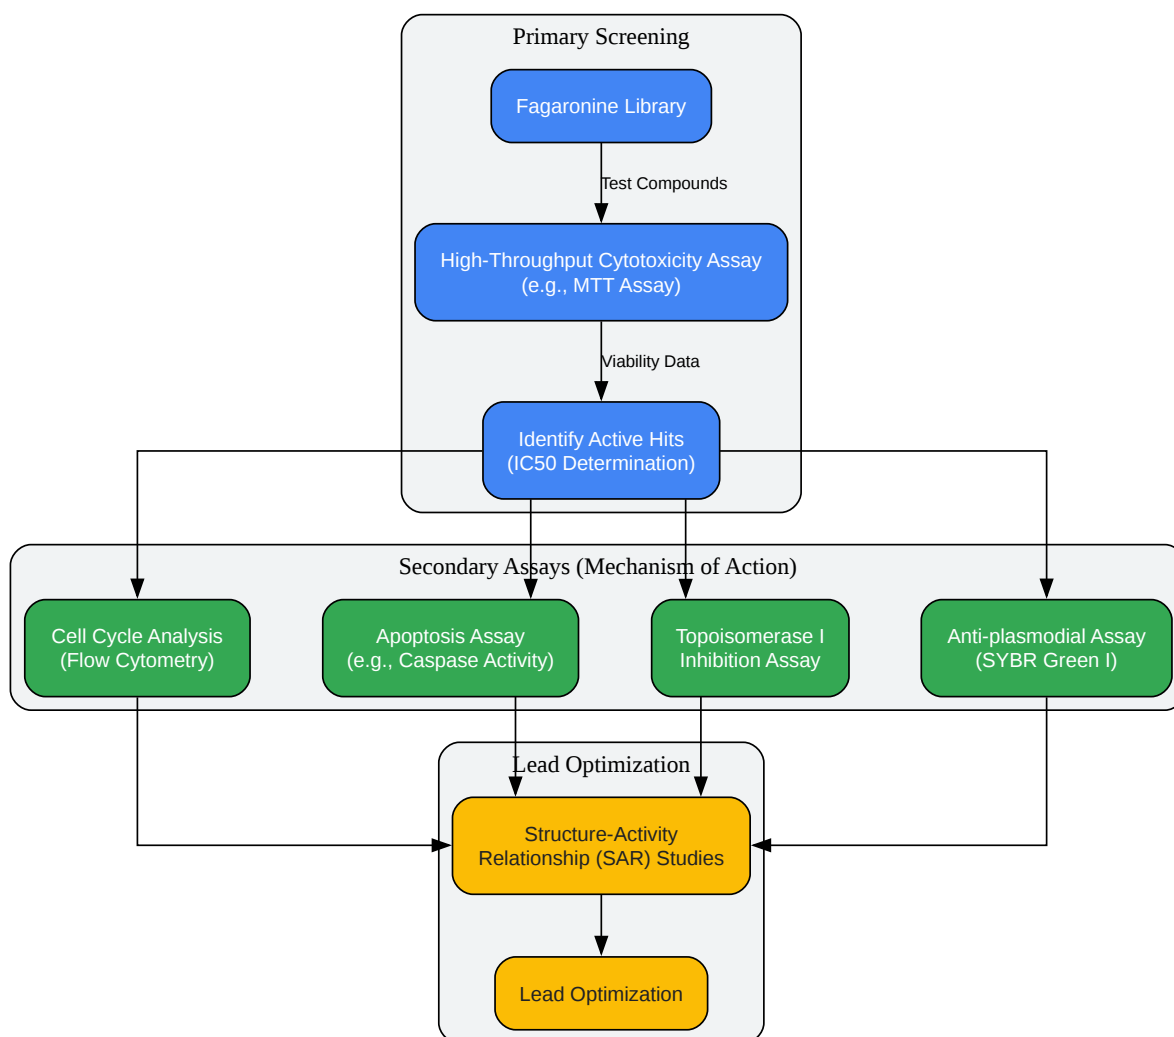 Primary Screening
Fagaronine Library
Test Compounds
High-Throughput Cytotoxicity Assay
(e.g., MTT Assay)
Viability Data
Identify Active Hits
(IC50 Determination)
Secondary Assays (Mechanism of Action)
Cell Cycle Analysis
(Flow Cytometry)
Apoptosis Assay
(e.g., Caspase Activity)
Topoisomerase I
Inhibition Assay
Anti-plasmodial Assay
(SYBR Green I)
Lead Optimization
Structure-Activity
Relationship (SAR) Studies
Lead Optimization